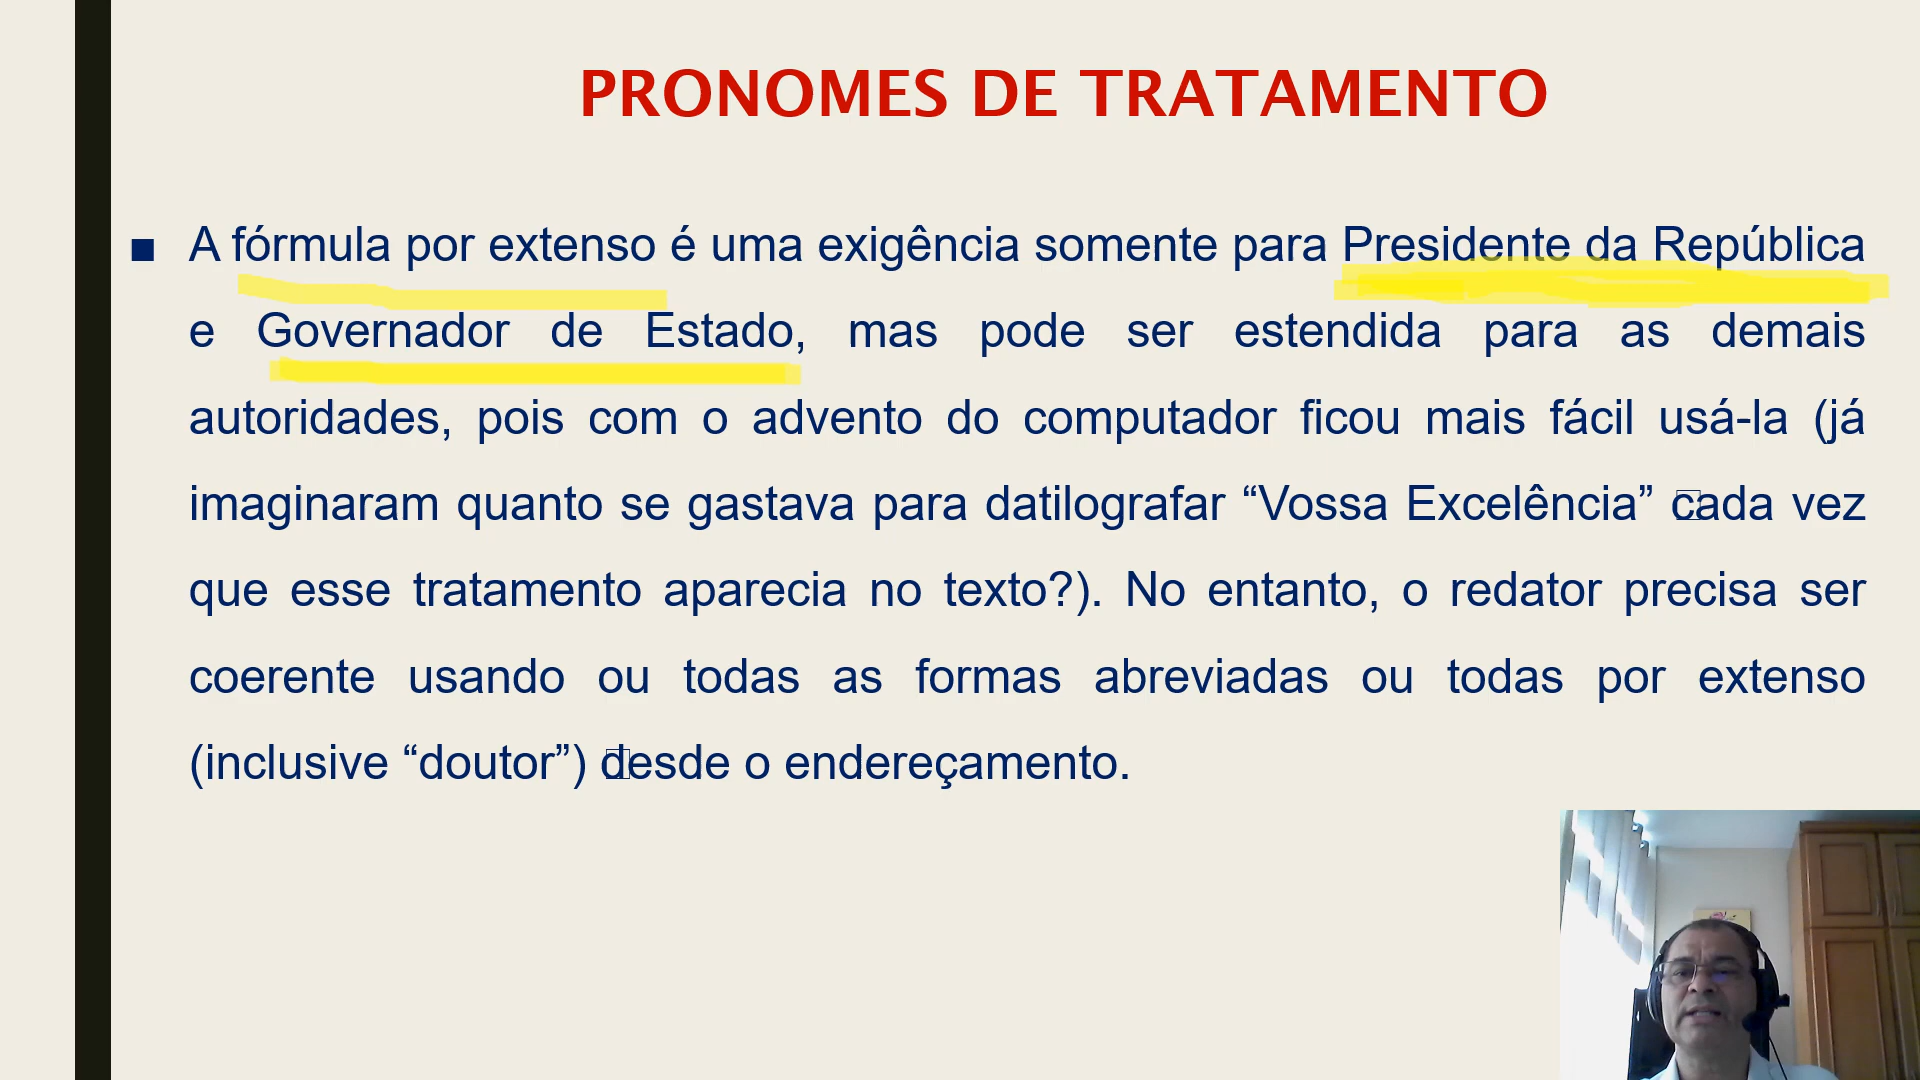 PRONOMES DE TRATAMENTO
■ A fórmula por extenso é uma exigência somente para Presidente da República
e Governador de Estado, mas pode ser estendida para as demais
autoridades, pois com o advento do computador ficou mais fácil usá-la (já
imaginaram quanto se gastava para datilografar “Vossa Excelência” cada vez
que esse tratamento aparecia no texto?). No entanto, o redator precisa ser
coerente usando ou todas as formas abreviadas ou todas por extenso
(inclusive “doutor”) desde o endereçamento.